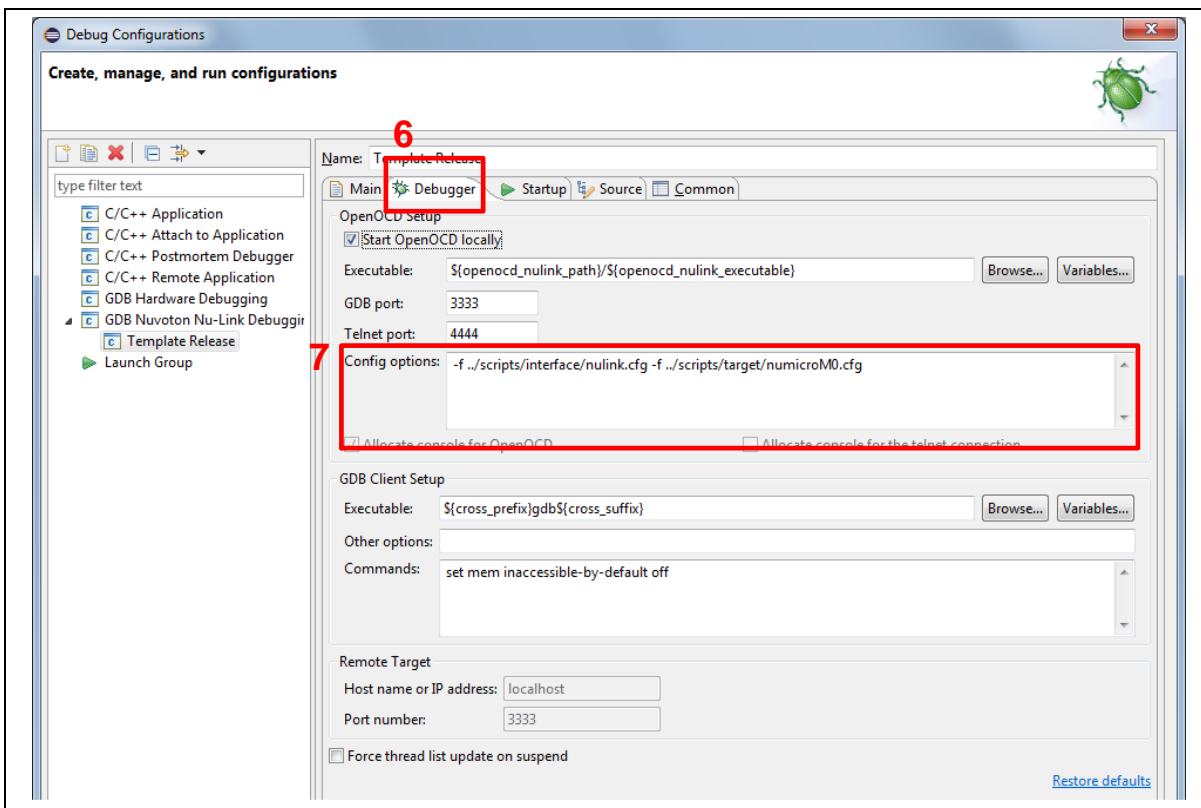 Debug Configurations
Create, manage, and run configurations
6
Name: Template Release
type filter text
Main Debugger Startup Source Common
C/C++ Application
C/C++ Attach to Application
C/C++ Postmortem Debugger
C/C++ Remote Application
GDB Hardware Debugging
GDB Nuvoton Nu-Link Debuggin
Template Release
Launch Group
OpenOCD Setup
Start OpenOCD locally
Executable: ${openocd_nulink_path}/${openocd_nulink_executable} Browse... Variables...
GDB port: 3333
Telnet port: 4444
7
Config options: -f ../scripts/interface/nulink.cfg -f ../scripts/target/numicroM0.cfg
Allocate console for OpenOCD Allocate console for the telnet connection
GDB Client Setup
Executable: ${cross_prefix}gdb${cross_suffix} Browse... Variables...
Other options:
Commands: set mem inaccessible-by-default off
Remote Target
Host name or IP address: localhost
Port number: 3333
Force thread list update on suspend
Restore defaults